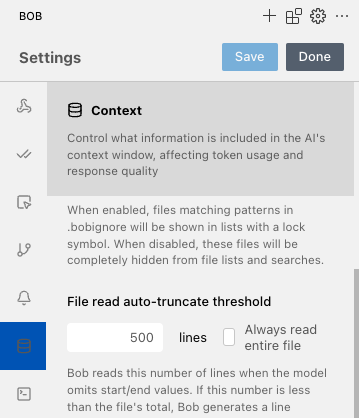 BOB
Settings
Save
Done
Context
Control what information is included in the AI's
context window, affecting token usage and
response quality
When enabled, files matching patterns in
.bobignore will be shown in lists with a lock
symbol. When disabled, these files will be
completely hidden from file lists and searches.
File read auto-truncate threshold
500 lines
Always read
entire file
Bob reads this number of lines when the model
omits start/end values. If this number is less
than the file's total, Bob generates a line